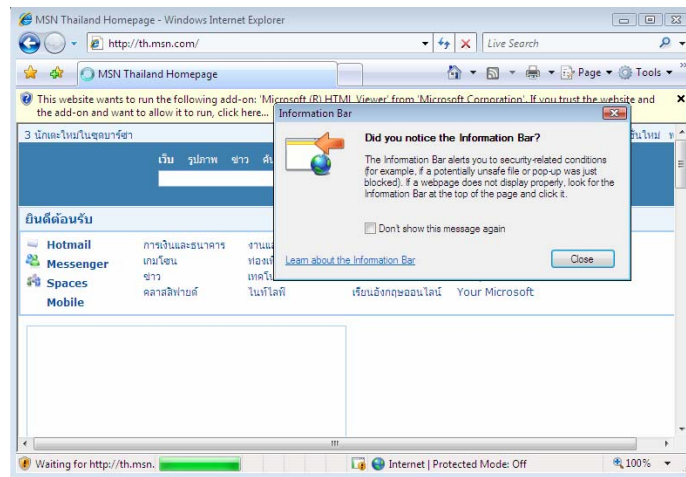 MSN Thailand Homepage - Windows Internet Explorer
http://th.msn.com/
Live Search
MSN Thailand Homepage
Page
Tools
This website wants to run the following add-on: 'Microsoft (R) HTML Viewer' from 'Microsoft Corporation'. If you trust the website and
the add-on and want to allow it to run, click here...
Information Bar
Did you notice the Information Bar?
The Information Bar alerts you to security-related conditions
(for example, if a potentially unsafe file or pop-up was just
blocked). If a webpage does not display properly, look for the
Information Bar at the top of the page and click it.
Don't show this message again
Learn about the Information Bar
Close
3 นักเตะใหม่ในชุดบาร์ซ่า
เว็บ รูปภาพ ข่าว
ยินดีต้อนรับ
Hotmail การเงินและธนาคาร
Messenger เกมโซน
Spaces ข่าว
คลาสสิฟายด์ ไนท์ไลฟ์ เรียนอังกฤษออนไลน์ Your Microsoft
Mobile
Waiting for http://th.msn.
Internet | Protected Mode: Off
100%